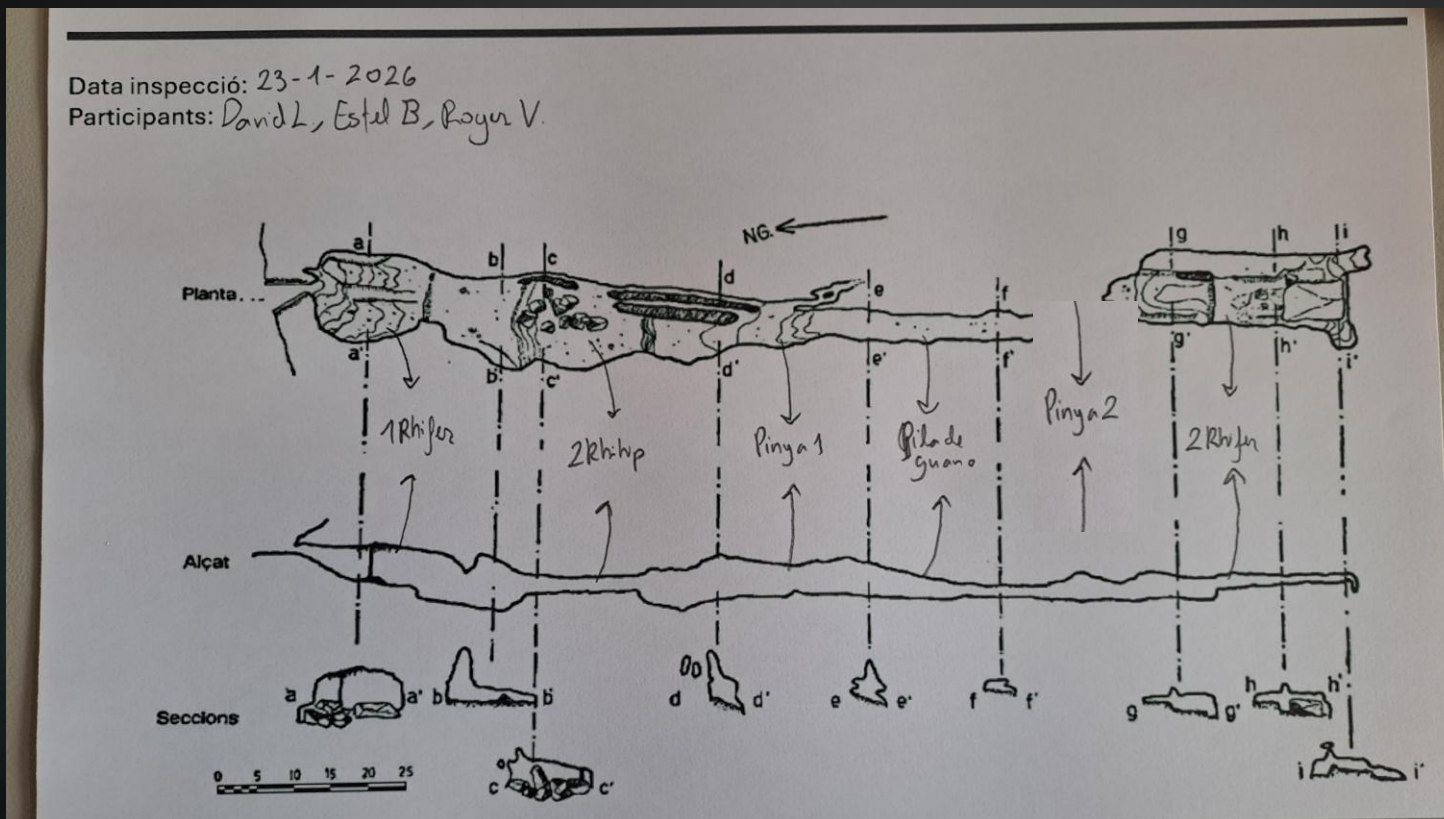 Data inspecció: 23-1-2026
Participants: David L, Estel B, Roger V.
NG.
a b c d e f g h i
Planta...
a' b' c' d' e' f' g' h' i'
1Rhifer 2Rhihip Pinya 1 Pila de guano Pinya 2 2Rhifer
Alçat
a a' b b d d' e e' f f' g g' h h'
Seccions
0 5 10 15 20 25
c c' i i'